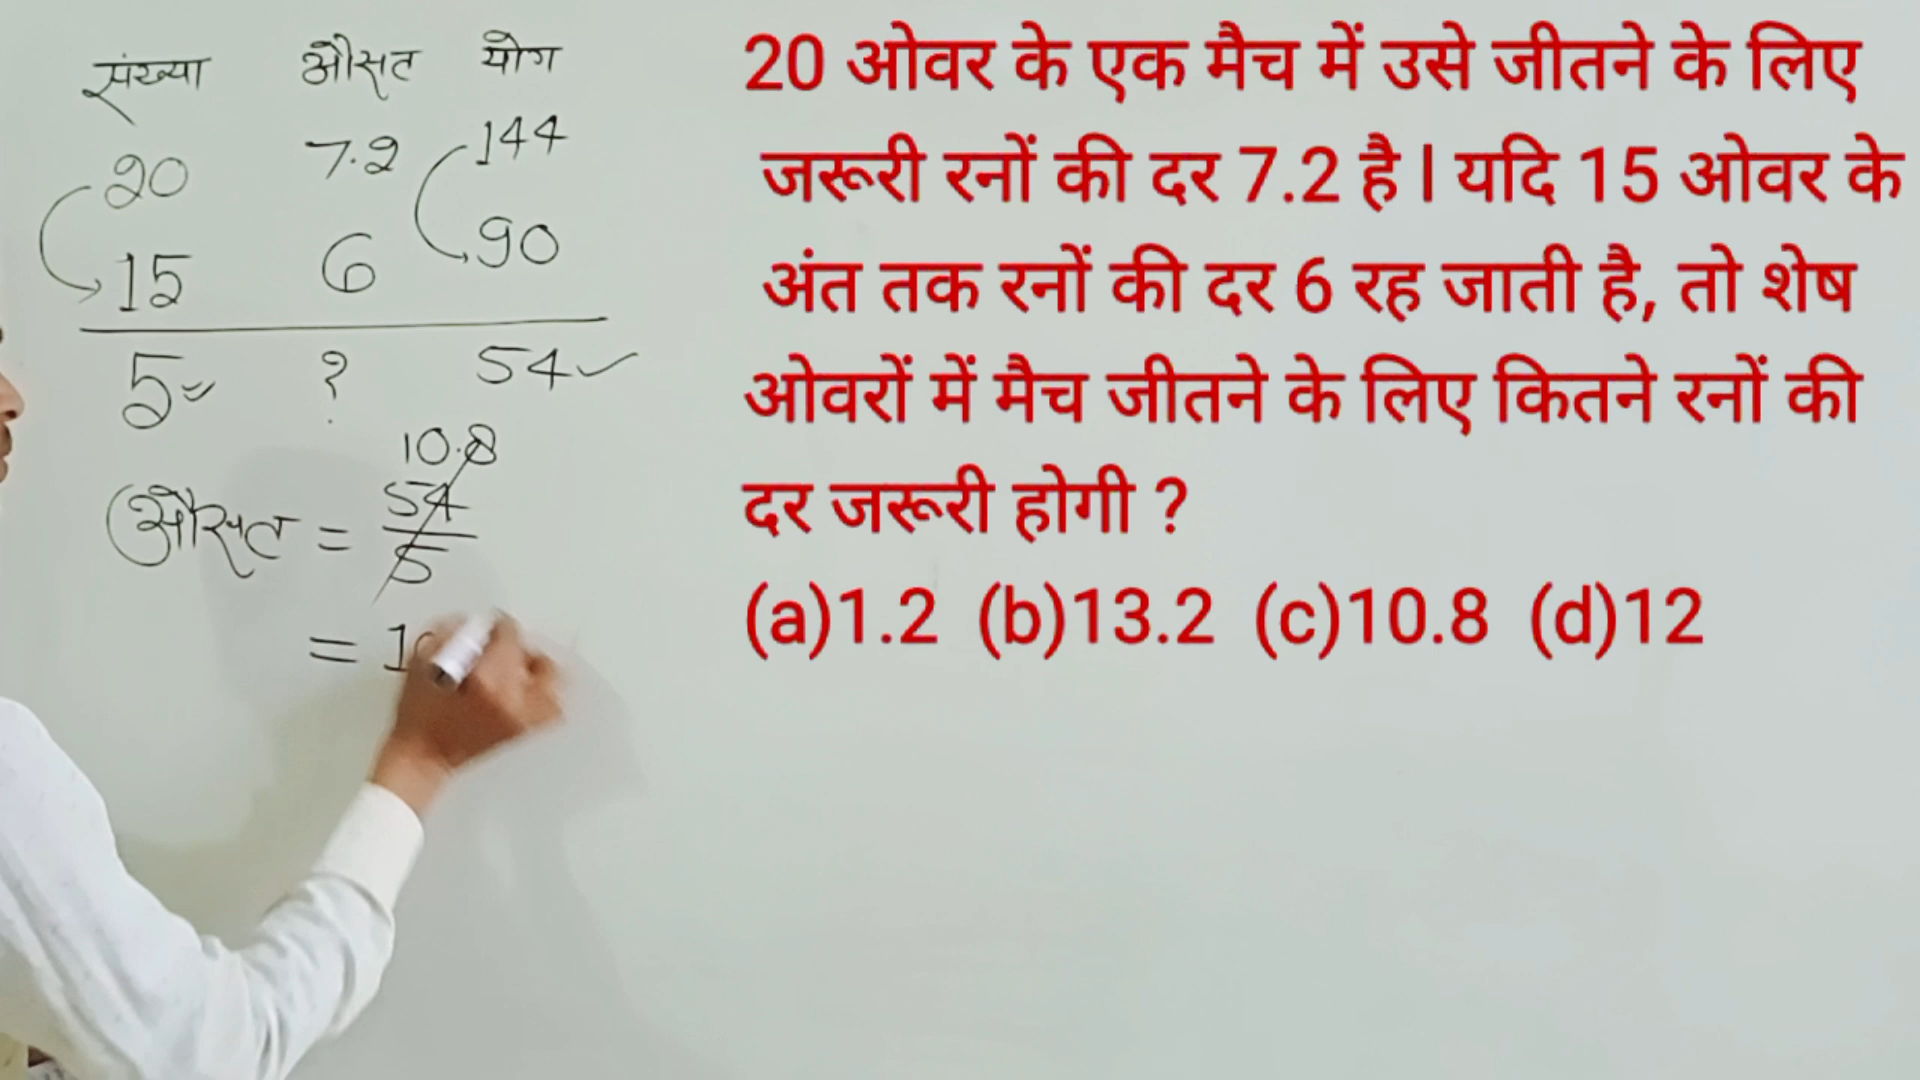 संख्या औसत योग
20 7.2 144
15 6 90
5 ? 54
10.8
औसत = 54
5
= 1
20 ओवर के एक मैच में उसे जीतने के लिए
जरूरी रनों की दर 7.2 है l यदि 15 ओवर के
अंत तक रनों की दर 6 रह जाती है, तो शेष
ओवरों में मैच जीतने के लिए कितने रनों की
दर जरूरी होगी ?
(a)1.2 (b)13.2 (c)10.8 (d)12